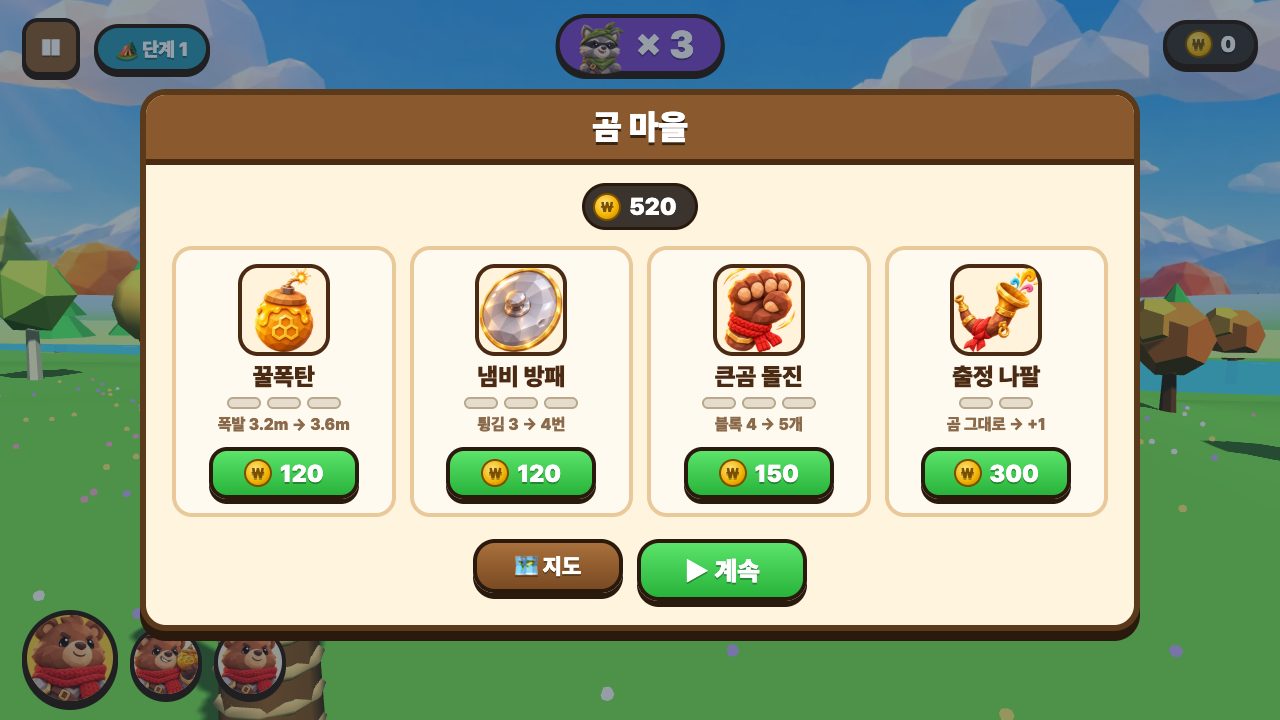 단계 1
× 3
₩ 0
곰 마을
₩ 520
꿀폭탄
폭발 3.2m → 3.6m
₩ 120
냄비 방패
튕김 3 → 4번
₩ 120
큰곰 돌진
블록 4 → 5개
₩ 150
출정 나팔
곰 그대로 → +1
₩ 300
지도
▶ 계속